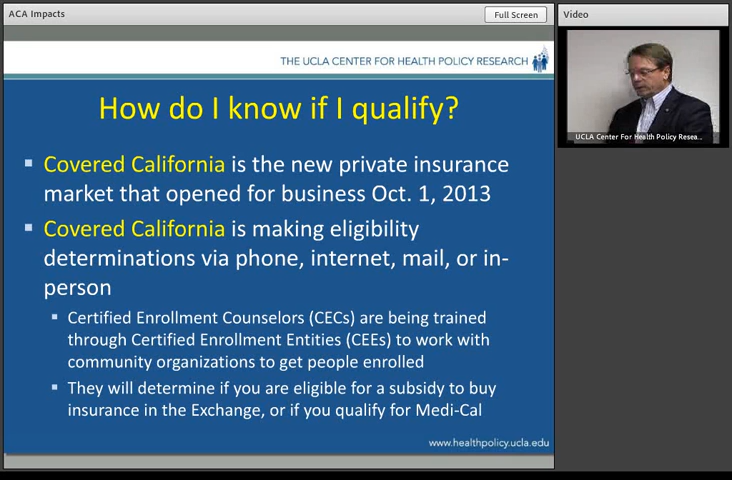 ACA Impacts
Full Screen
Video
THE UCLA CENTER FOR HEALTH POLICY RESEARCH
UCLA Center For Health Policy Resea...
How do I know if I qualify?
Covered California is the new private insurance
market that opened for business Oct. 1, 2013
Covered California is making eligibility
determinations via phone, internet, mail, or in-
person
Certified Enrollment Counselors (CECs) are being trained
through Certified Enrollment Entities (CEEs) to work with
community organizations to get people enrolled
They will determine if you are eligible for a subsidy to buy
insurance in the Exchange, or if you qualify for Medi-Cal
www.healthpolicy.ucla.edu